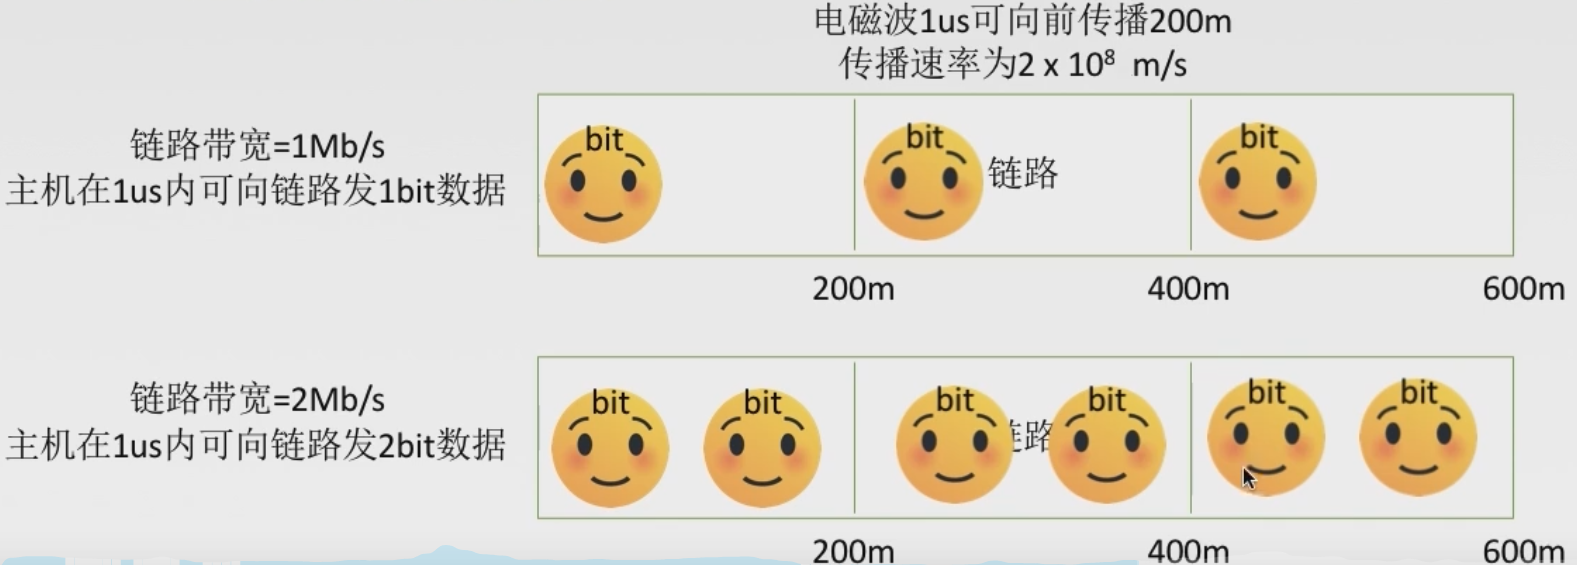 电磁波1us可向前传播200m
传播速率为2 x 10⁸ m/s
链路带宽=1Mb/s
主机在1us内可向链路发1bit数据
bit
bit
链路
bit
200m
400m
600m
链路带宽=2Mb/s
主机在1us内可向链路发2bit数据
bit
bit
bit
路
bit
bit
bit
200m
400m
600m